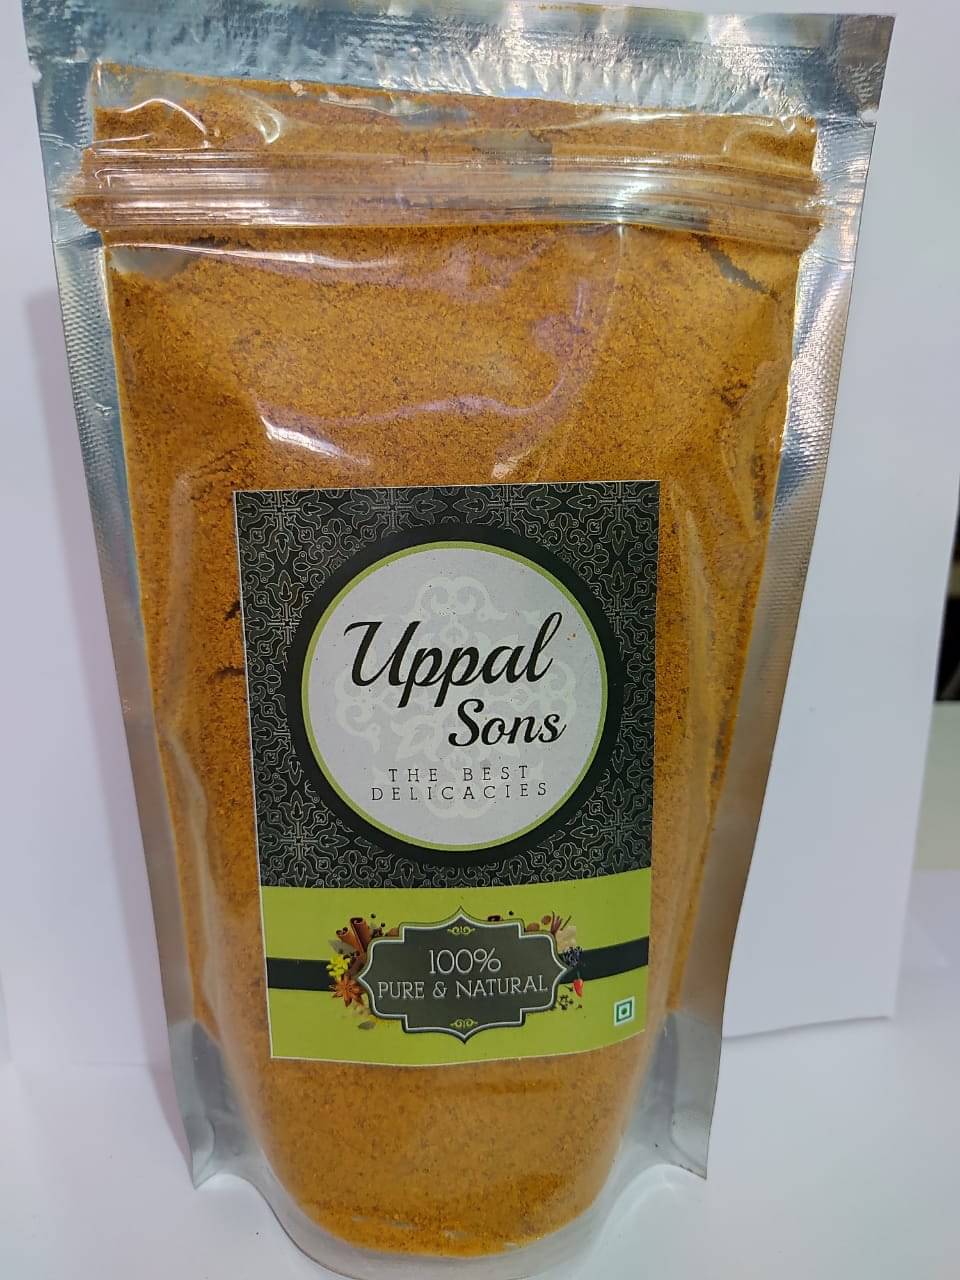 Uppal
Sons
THE BEST
DELICACIES
100%
PURE & NATURAL